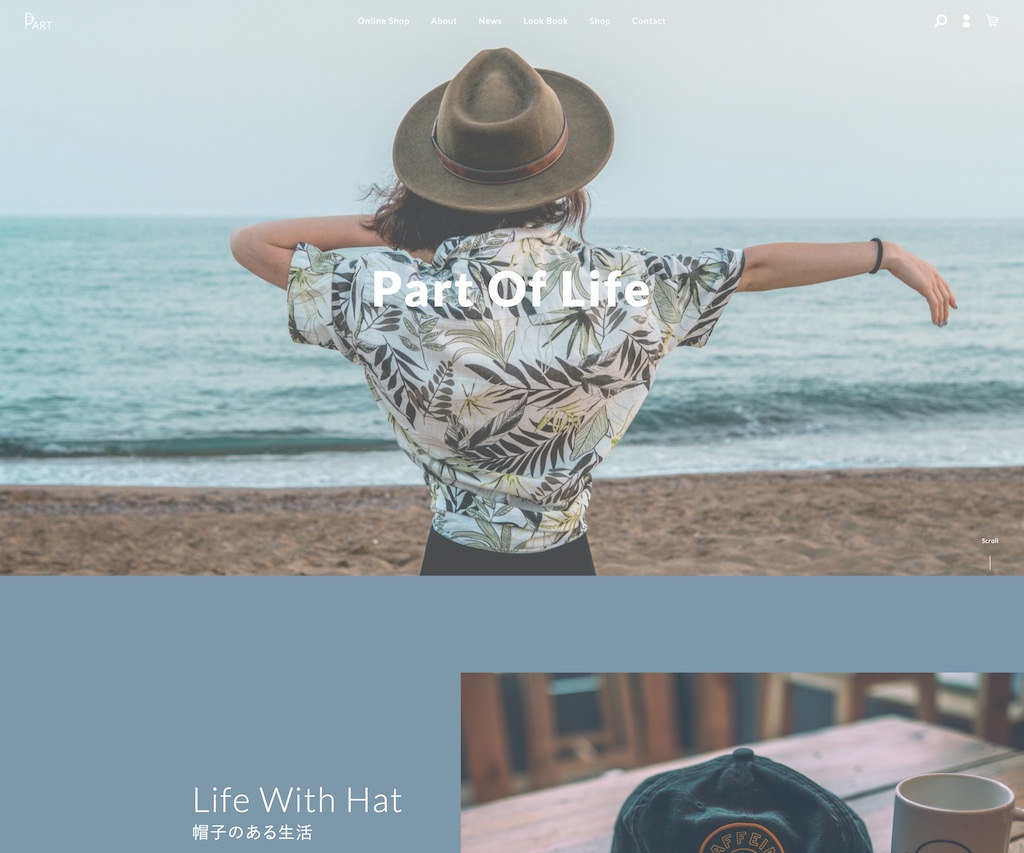 PART
Online Shop About News Look Book Shop Contact
Part Of Life
Scroll
Life With Hat
帽子のある生活